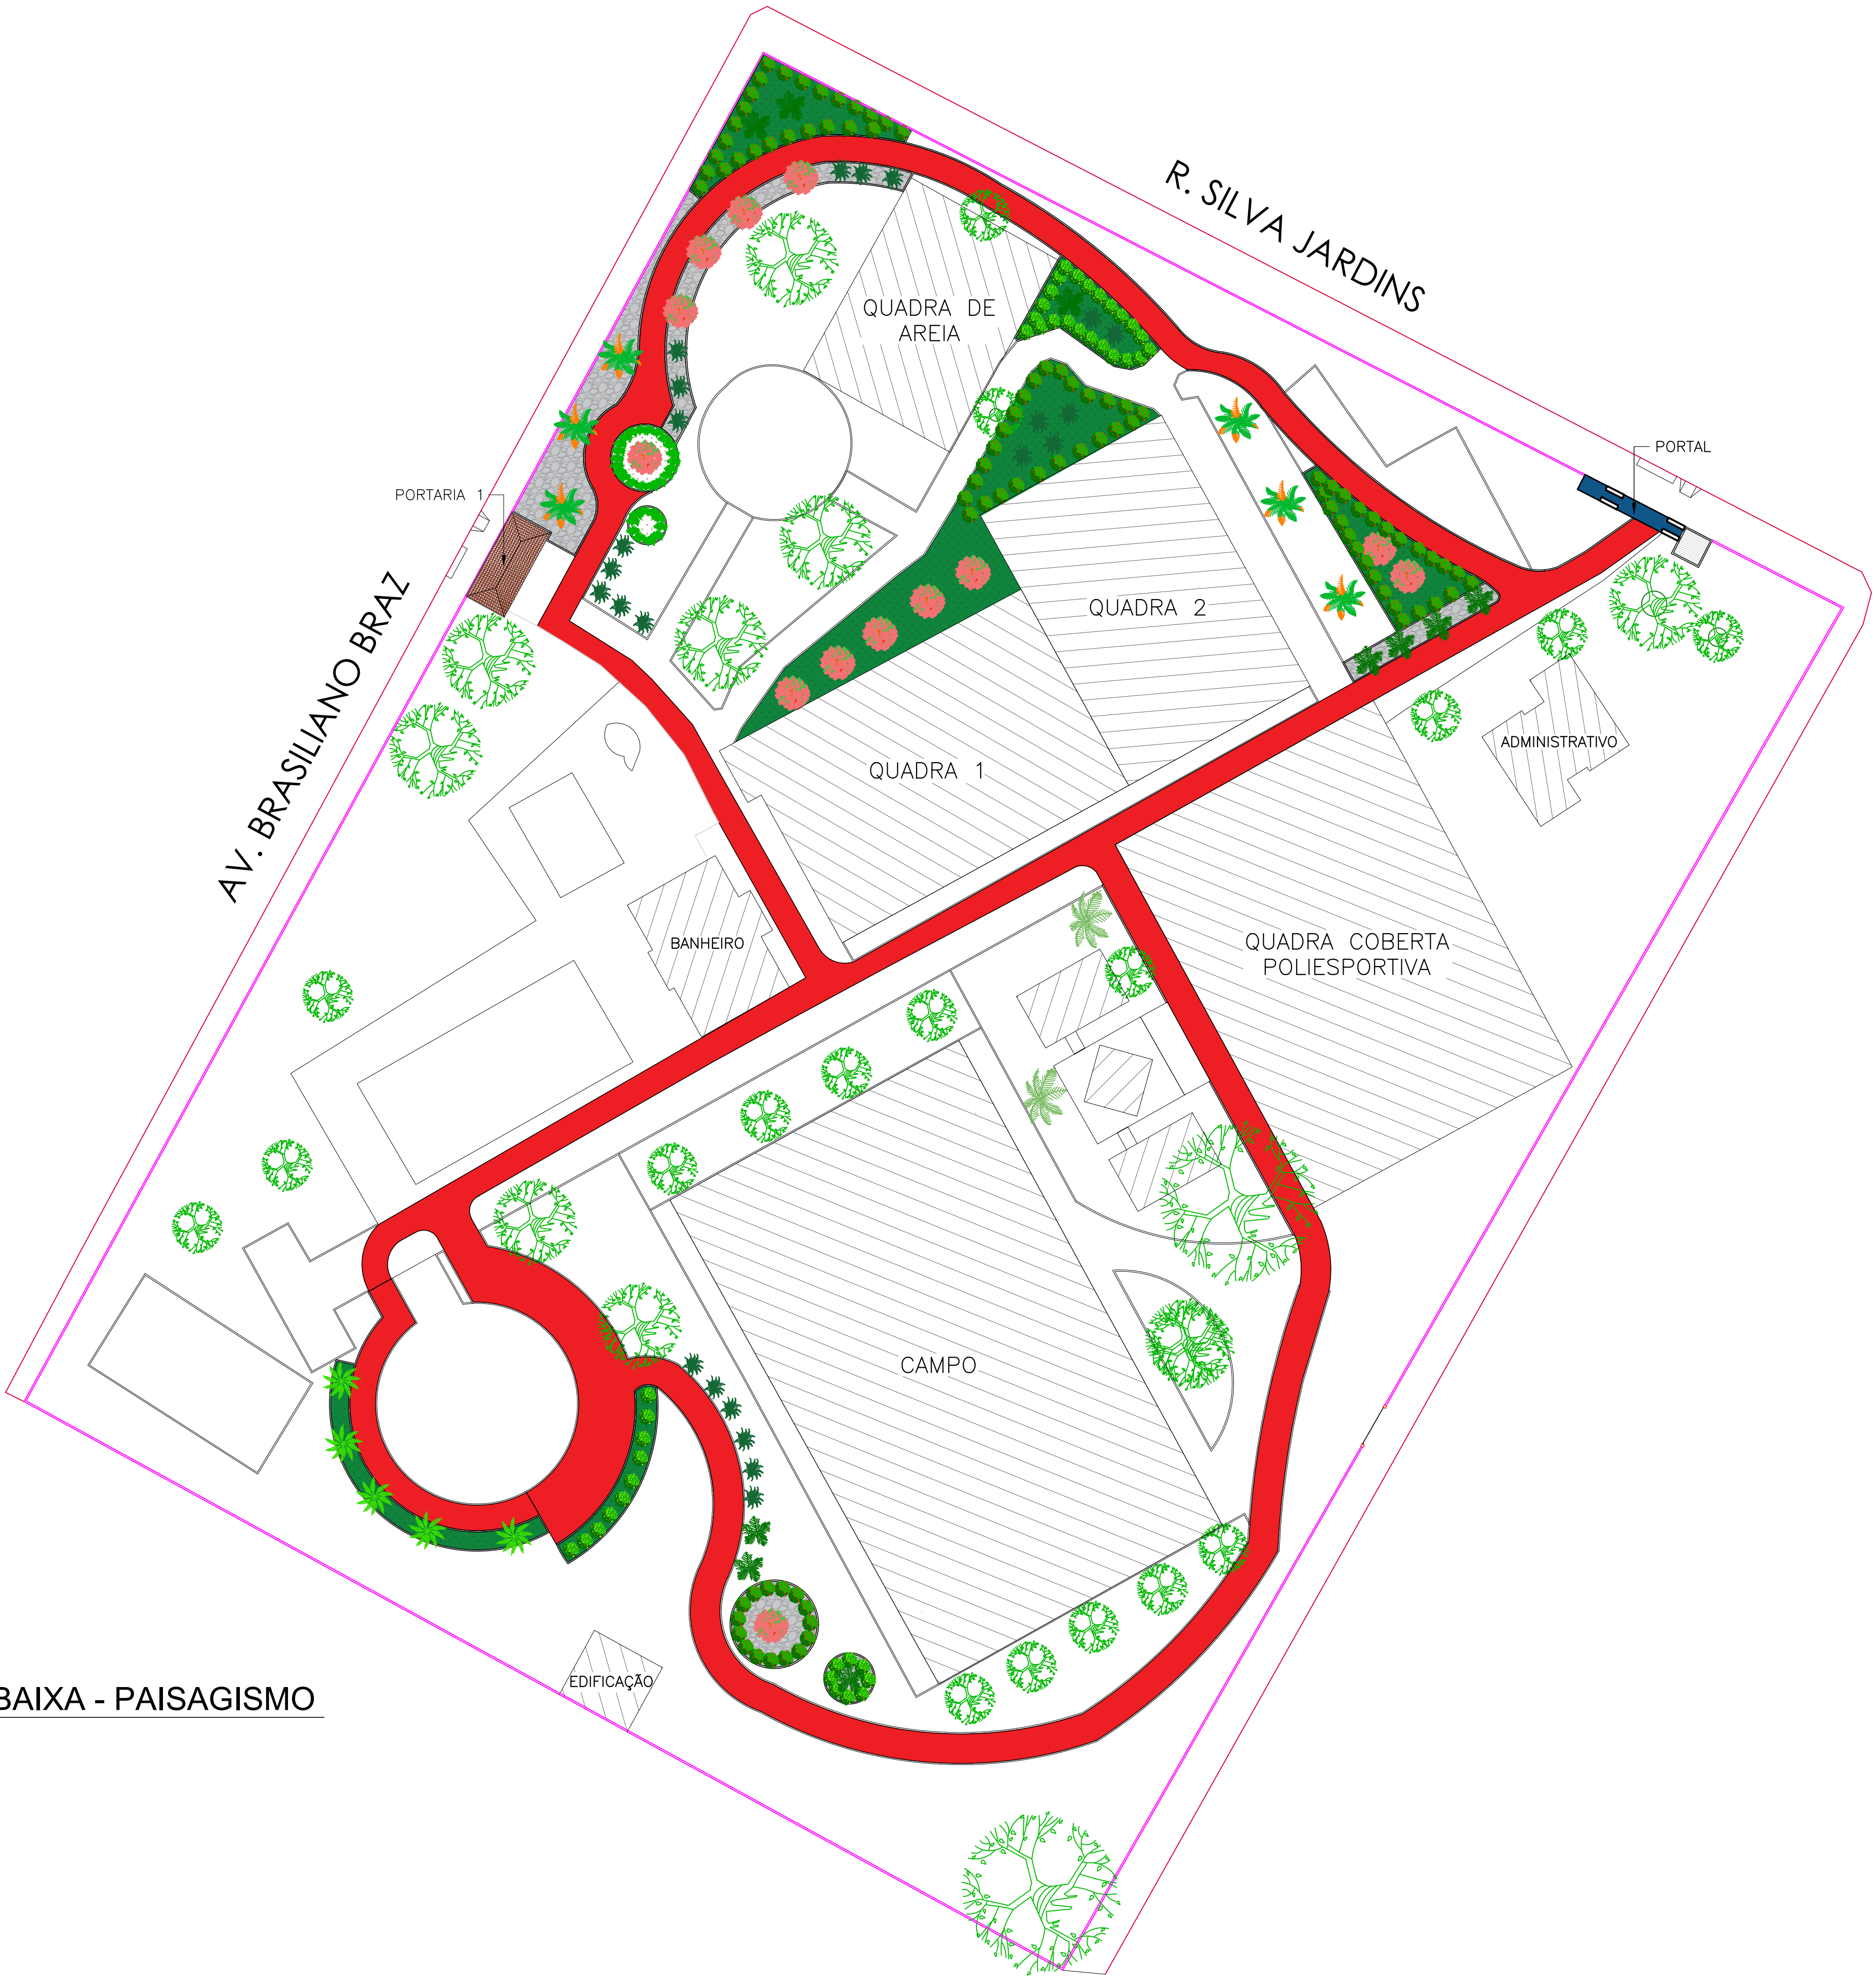 R. SILVA JARDINS
QUADRA DE
AREIA
PORTAL
PORTARIA 1
AV. BRASILIANO BRAZ
QUADRA 2
ADMINISTRATIVO
QUADRA 1
BANHEIRO
QUADRA COBERTA
POLIESPORTIVA
CAMPO
EDIFICAÇÃO
BAIXA - PAISAGISMO